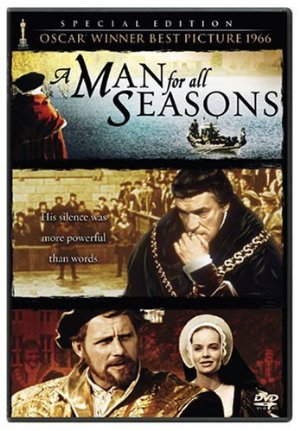 SPECIAL EDITION
OSCAR WINNER BEST PICTURE 1966
A MAN for all
SEASONS
His silence was
more powerful
than words.
DVD
VIDEO